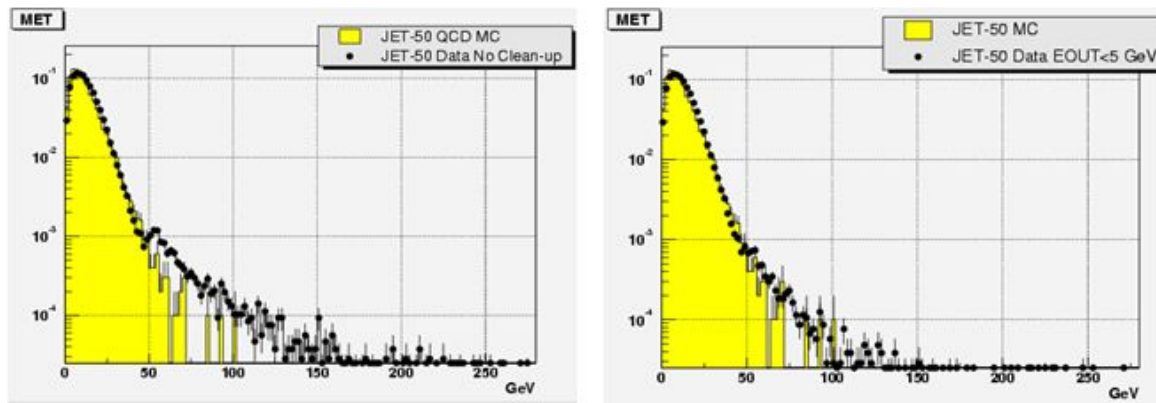 MET
JET-50 QCD MC
JET-50 Data No Clean-up
10⁻¹
10⁻²
10⁻³
10⁻⁴
0 50 100 150 200 250
GeV
MET
JET-50 MC
JET-50 Data EOUT<5 GeV
10⁻¹
10⁻²
10⁻³
10⁻⁴
0 50 100 150 200 250
GeV